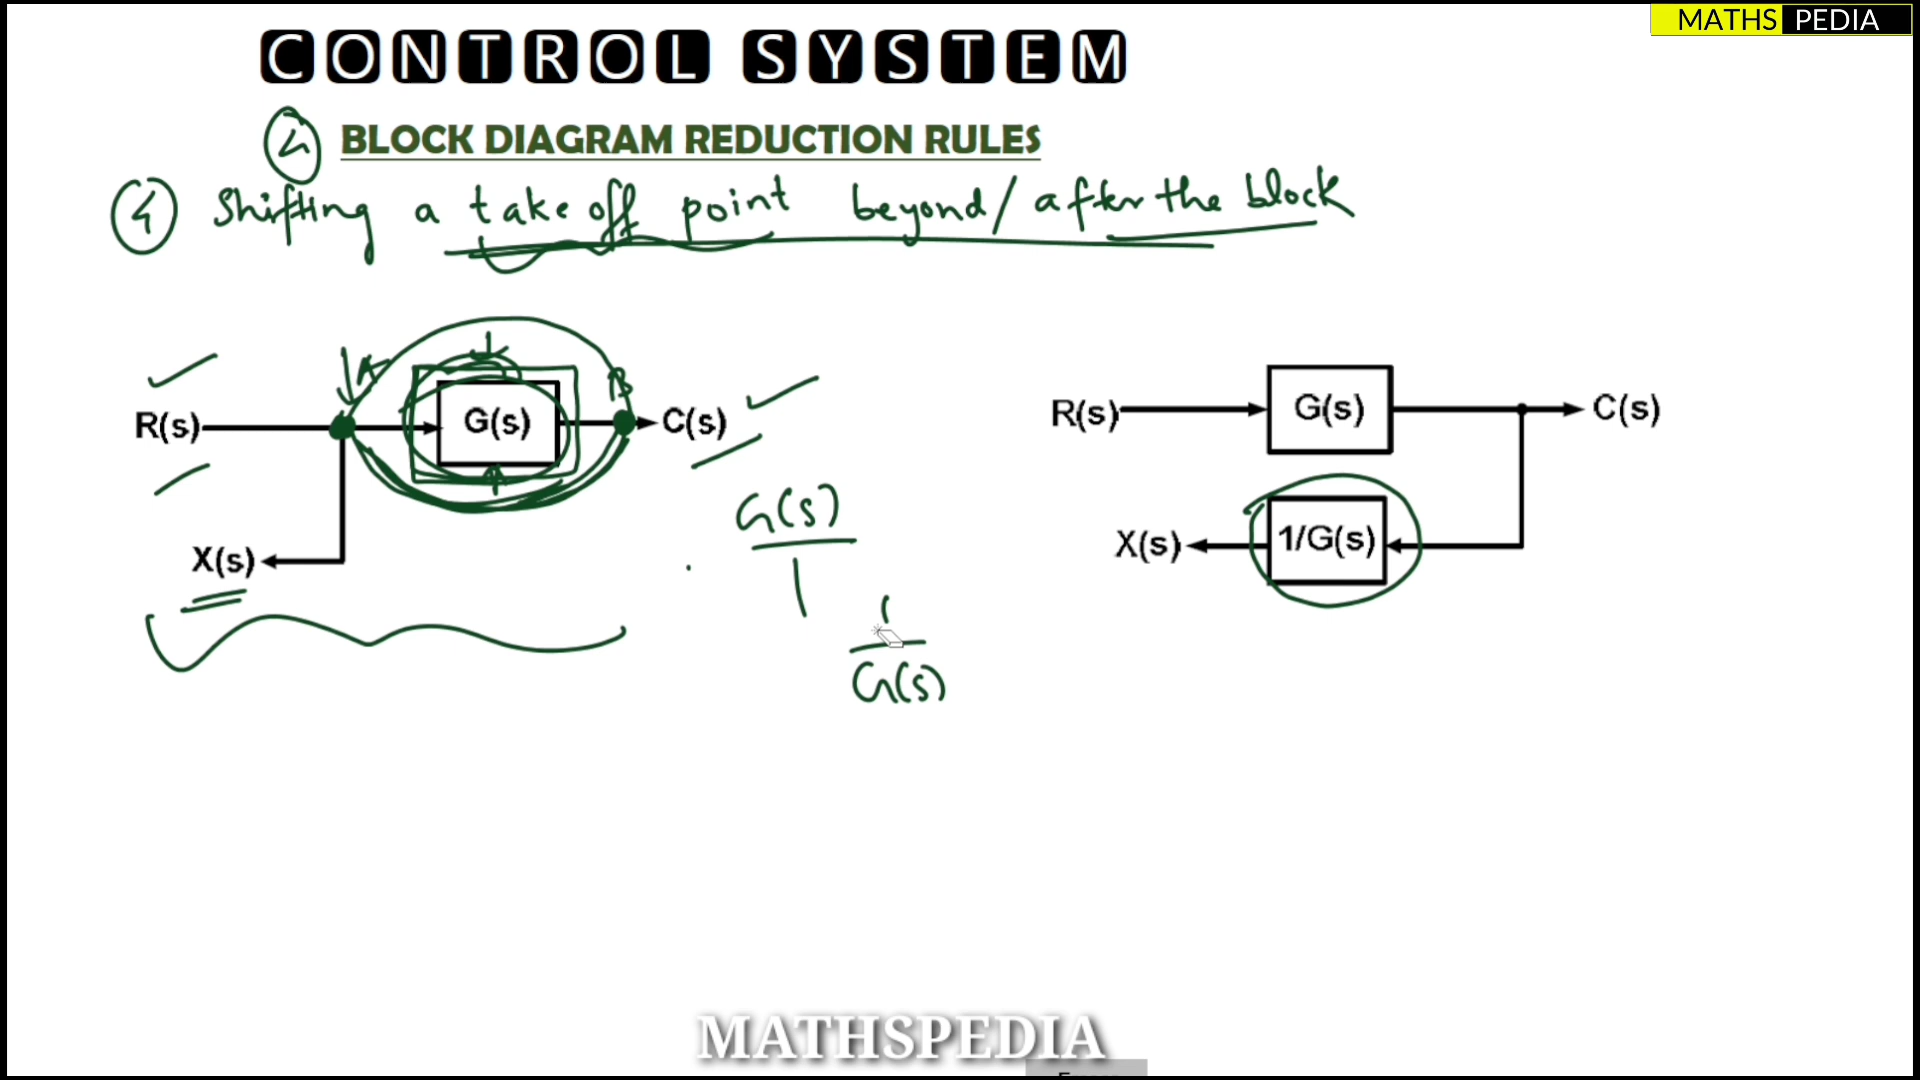 MATHS PEDIA
CONTROL SYSTEM
BLOCK DIAGRAM REDUCTION RULES
4 Shifting a take off point beyond / after the block
R(s) G(s) C(s)
X(s)
R(s) G(s) C(s)
X(s) 1/G(s)
G(s)
1
1
G(s)
MATHSPEDIA